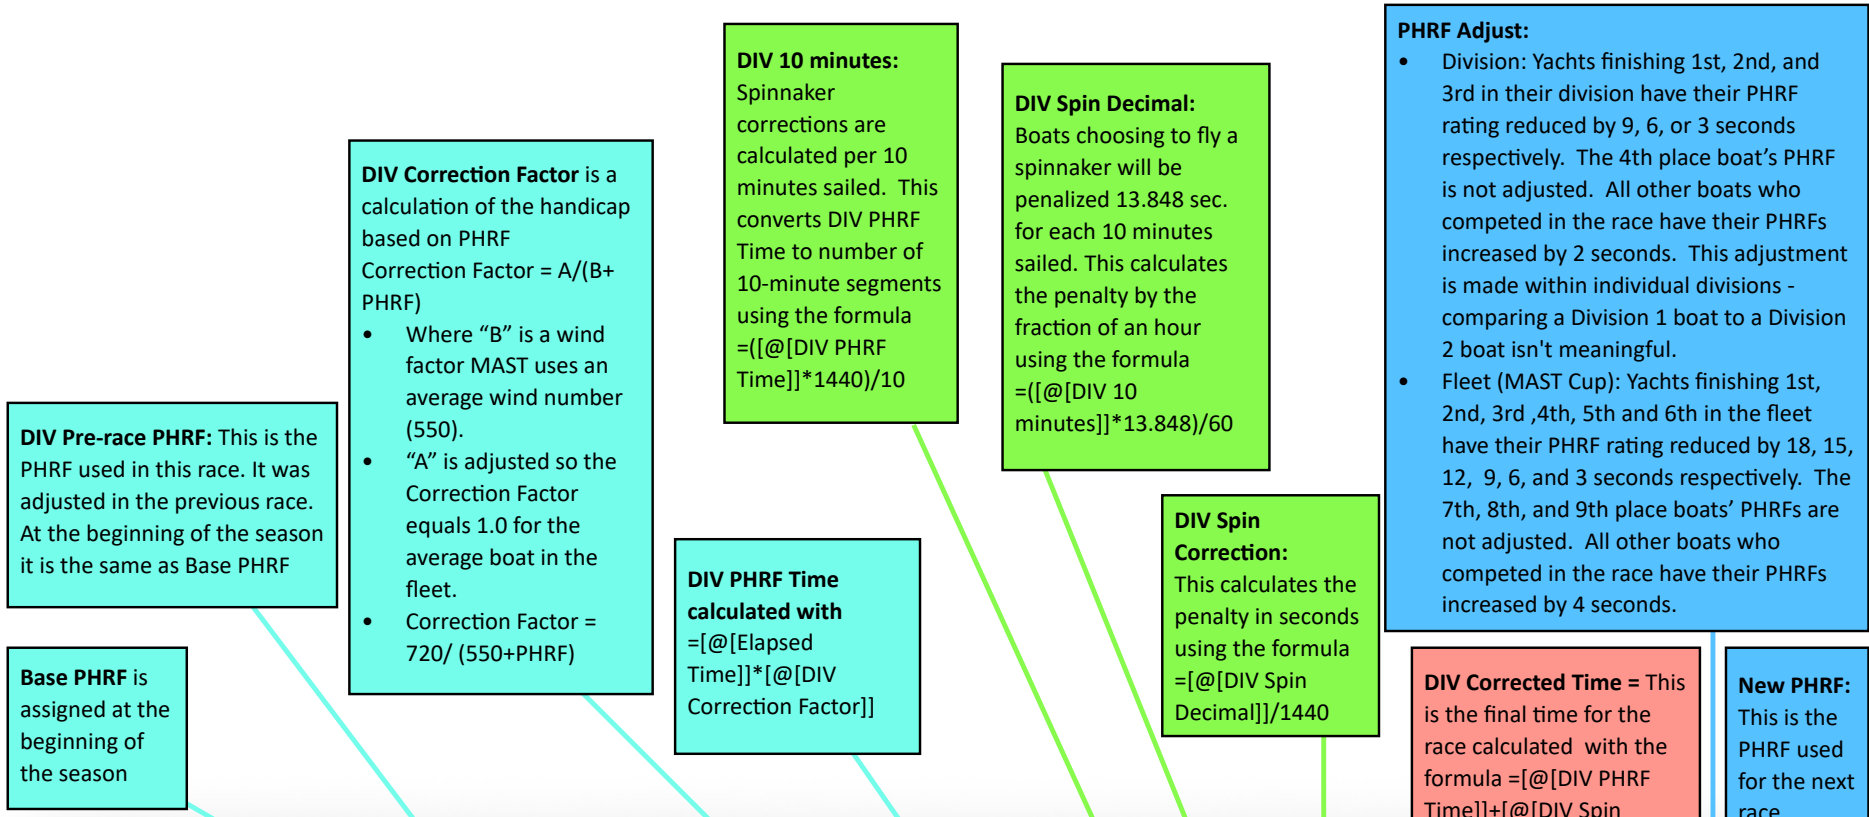 DIV Pre-race PHRF: This is the
PHRF used in this race. It was
adjusted in the previous race.
At the beginning of the season
it is the same as Base PHRF
Base PHRF is
assigned at the
beginning of
the season
DIV Correction Factor is a
calculation of the handicap
based on PHRF
Correction Factor = A/(B+
PHRF)
• Where “B” is a wind
factor MAST uses an
average wind number
(550).
• “A” is adjusted so the
Correction Factor
equals 1.0 for the
average boat in the
fleet.
• Correction Factor =
720/ (550+PHRF)
DIV PHRF Time
calculated with
=[@[Elapsed
Time]]*[@[DIV
Correction Factor]]
DIV 10 minutes:
Spinnaker
corrections are
calculated per 10
minutes sailed. This
converts DIV PHRF
Time to number of
10-minute segments
using the formula
=([@[DIV PHRF
Time]]*1440)/10
DIV Spin Decimal:
Boats choosing to fly a
spinnaker will be
penalized 13.848 sec.
for each 10 minutes
sailed. This calculates
the penalty by the
fraction of an hour
using the formula
=([@[DIV 10
minutes]]*13.848)/60
DIV Spin
Correction:
This calculates the
penalty in seconds
using the formula
=[@[DIV Spin
Decimal]]/1440
PHRF Adjust:
• Division: Yachts finishing 1st, 2nd, and
3rd in their division have their PHRF
rating reduced by 9, 6, or 3 seconds
respectively. The 4th place boat’s PHRF
is not adjusted. All other boats who
competed in the race have their PHRFs
increased by 2 seconds. This adjustment
is made within individual divisions -
comparing a Division 1 boat to a Division
2 boat isn't meaningful.
• Fleet (MAST Cup): Yachts finishing 1st,
2nd, 3rd ,4th, 5th and 6th in the fleet
have their PHRF rating reduced by 18, 15,
12, 9, 6, and 3 seconds respectively. The
7th, 8th, and 9th place boats’ PHRFs are
not adjusted. All other boats who
competed in the race have their PHRFs
increased by 4 seconds.
DIV Corrected Time = This
is the final time for the
race calculated with the
formula =[@[DIV PHRF
Time]]+[@[DIV Spin
New PHRF:
This is the
PHRF used
for the next
race